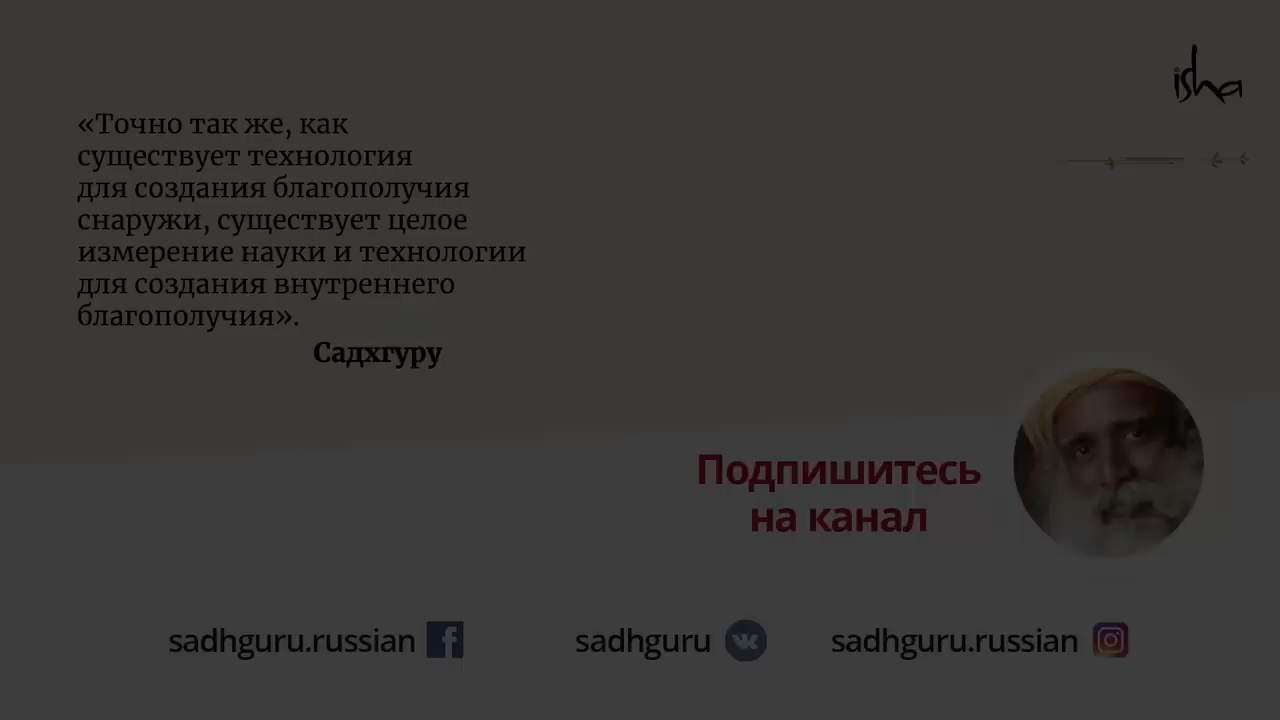 isha
«Точно так же, как
существует технология
для создания благополучия
снаружи, существует целое
измерение науки и технологии
для создания внутреннего
благополучия».
Садхгуру
Подпишитесь
на канал
sadhguru.russian
sadhguru
sadhguru.russian